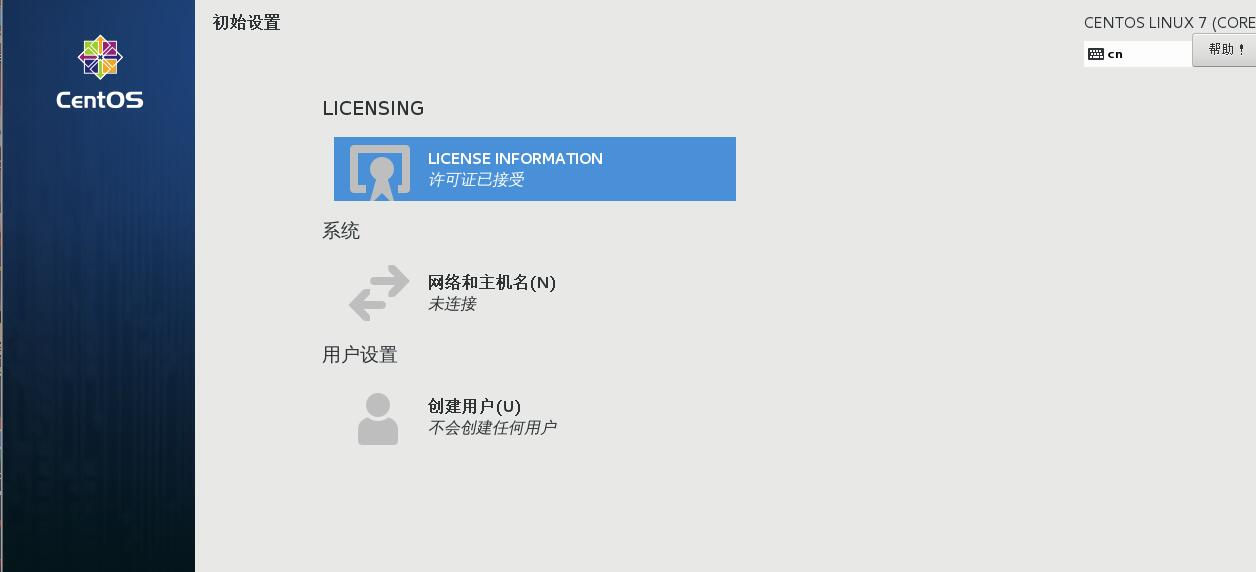 初始设置
CENTOS LINUX 7 (CORE
cn
帮助！
CentOS
LICENSING
LICENSE INFORMATION
许可证已接受
系统
网络和主机名(N)
未连接
用户设置
创建用户(U)
不会创建任何用户